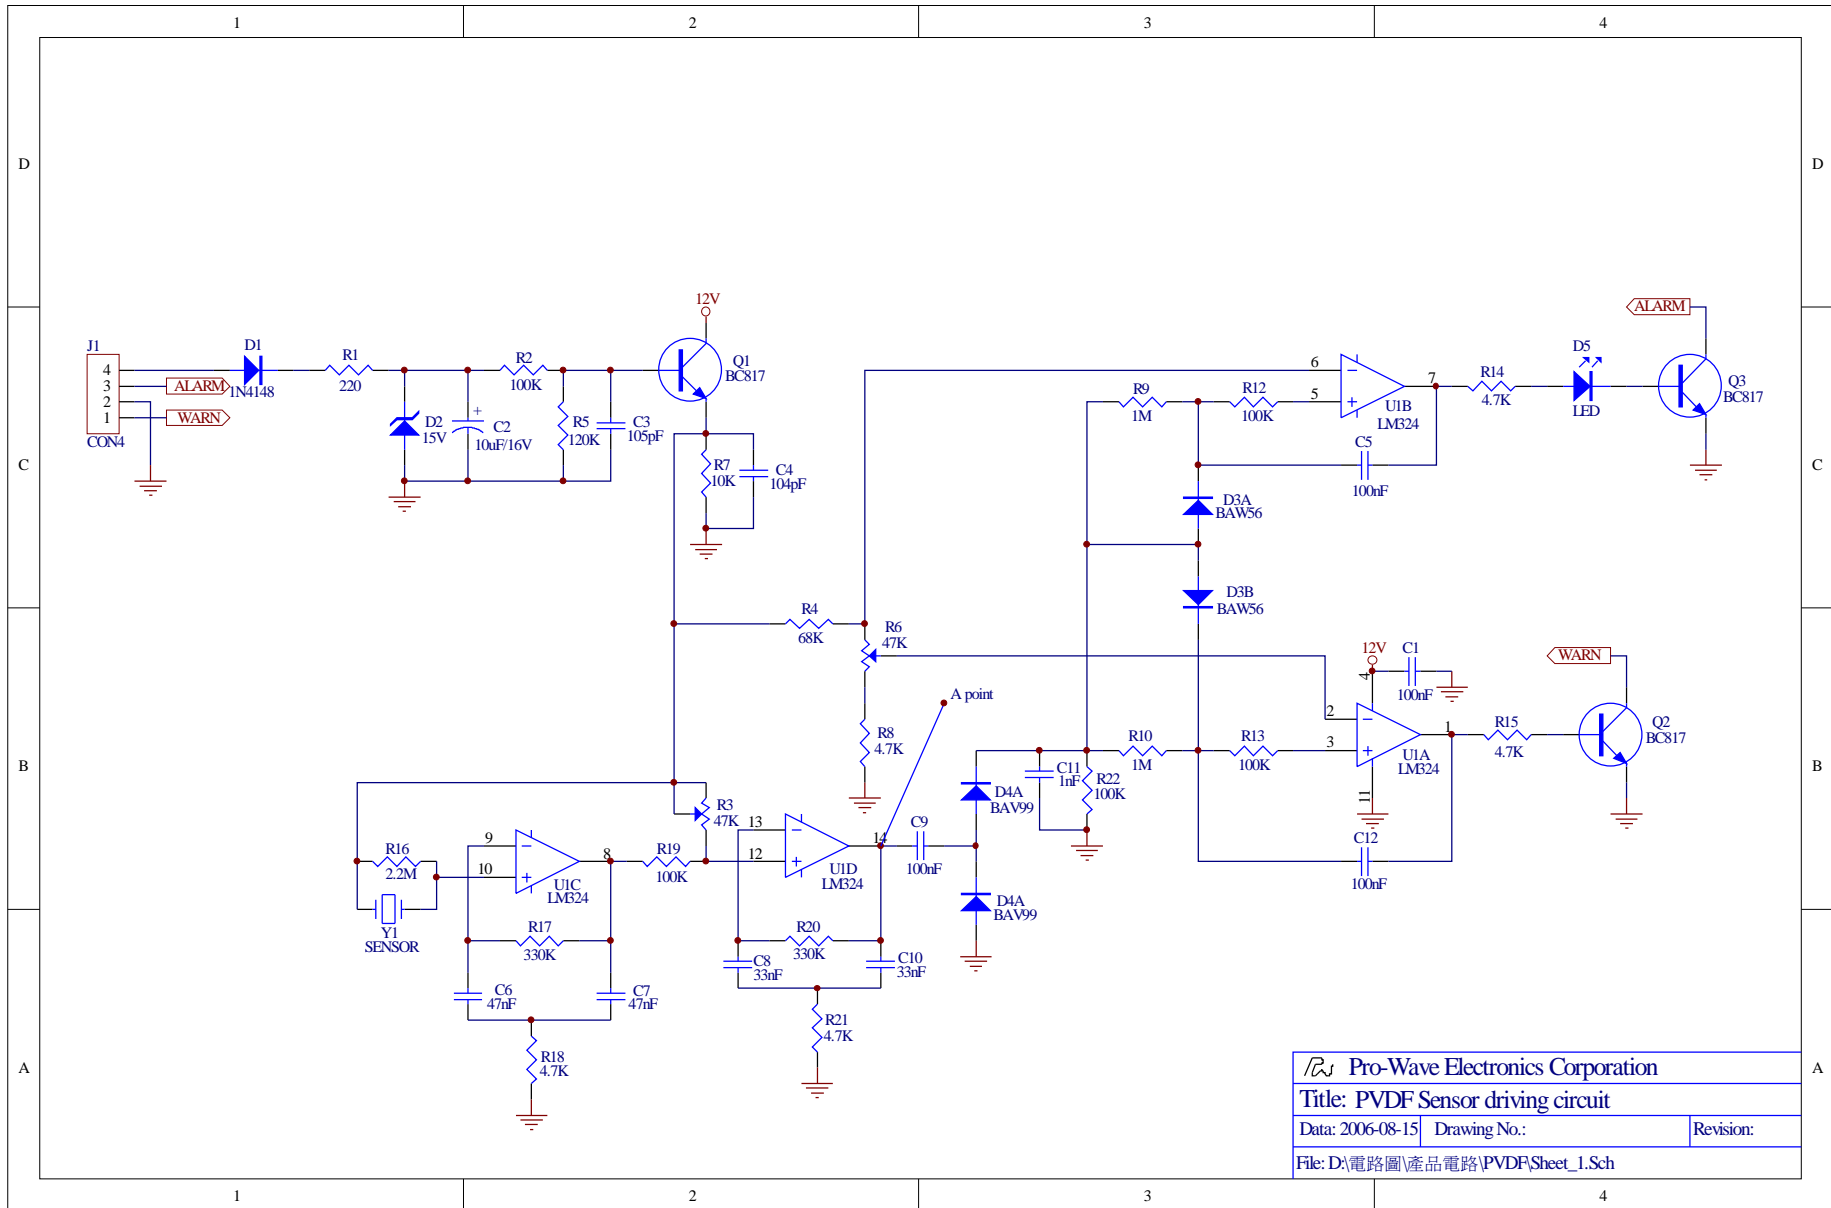 1 2 3 4
D D
12V
ALARM
J1
D1
R1
R2
Q1
BC817
D5
4
3
2
1
ALARM
WARN
CON4
1N4148
220
100K
D2
15V
+
C2
10uF/16V
R5
120K
C3
105pF
R7
10K
C4
104pF
6
5
7
R9
1M
R12
100K
U1B
LM324
R14
4.7K
LED
Q3
BC817
C5
100nF
C C
D3A
BAW56
D3B
BAW56
R4
68K
R6
47K
12V
C1
100nF
4
WARN
A point
R8
4.7K
2
3
1
11
R10
1M
R13
100K
U1A
LM324
R15
4.7K
Q2
BC817
B B
C11
1nF
R22
100K
D4A
BAV99
R3
47K
13
12
14
C9
100nF
C12
100nF
R16
2.2M
9
10
8
R19
100K
U1C
LM324
U1D
LM324
D4A
BAV99
Y1
SENSOR
R17
330K
R20
330K
C8
33nF
C10
33nF
C6
47nF
C7
47nF
R21
4.7K
R18
4.7K
A A
Pro-Wave Electronics Corporation
Title: PVDF Sensor driving circuit
Data: 2006-08-15 Drawing No.: Revision:
File: D:\電路圖\產品電路\PVDF\Sheet_1.Sch
1 2 3 4